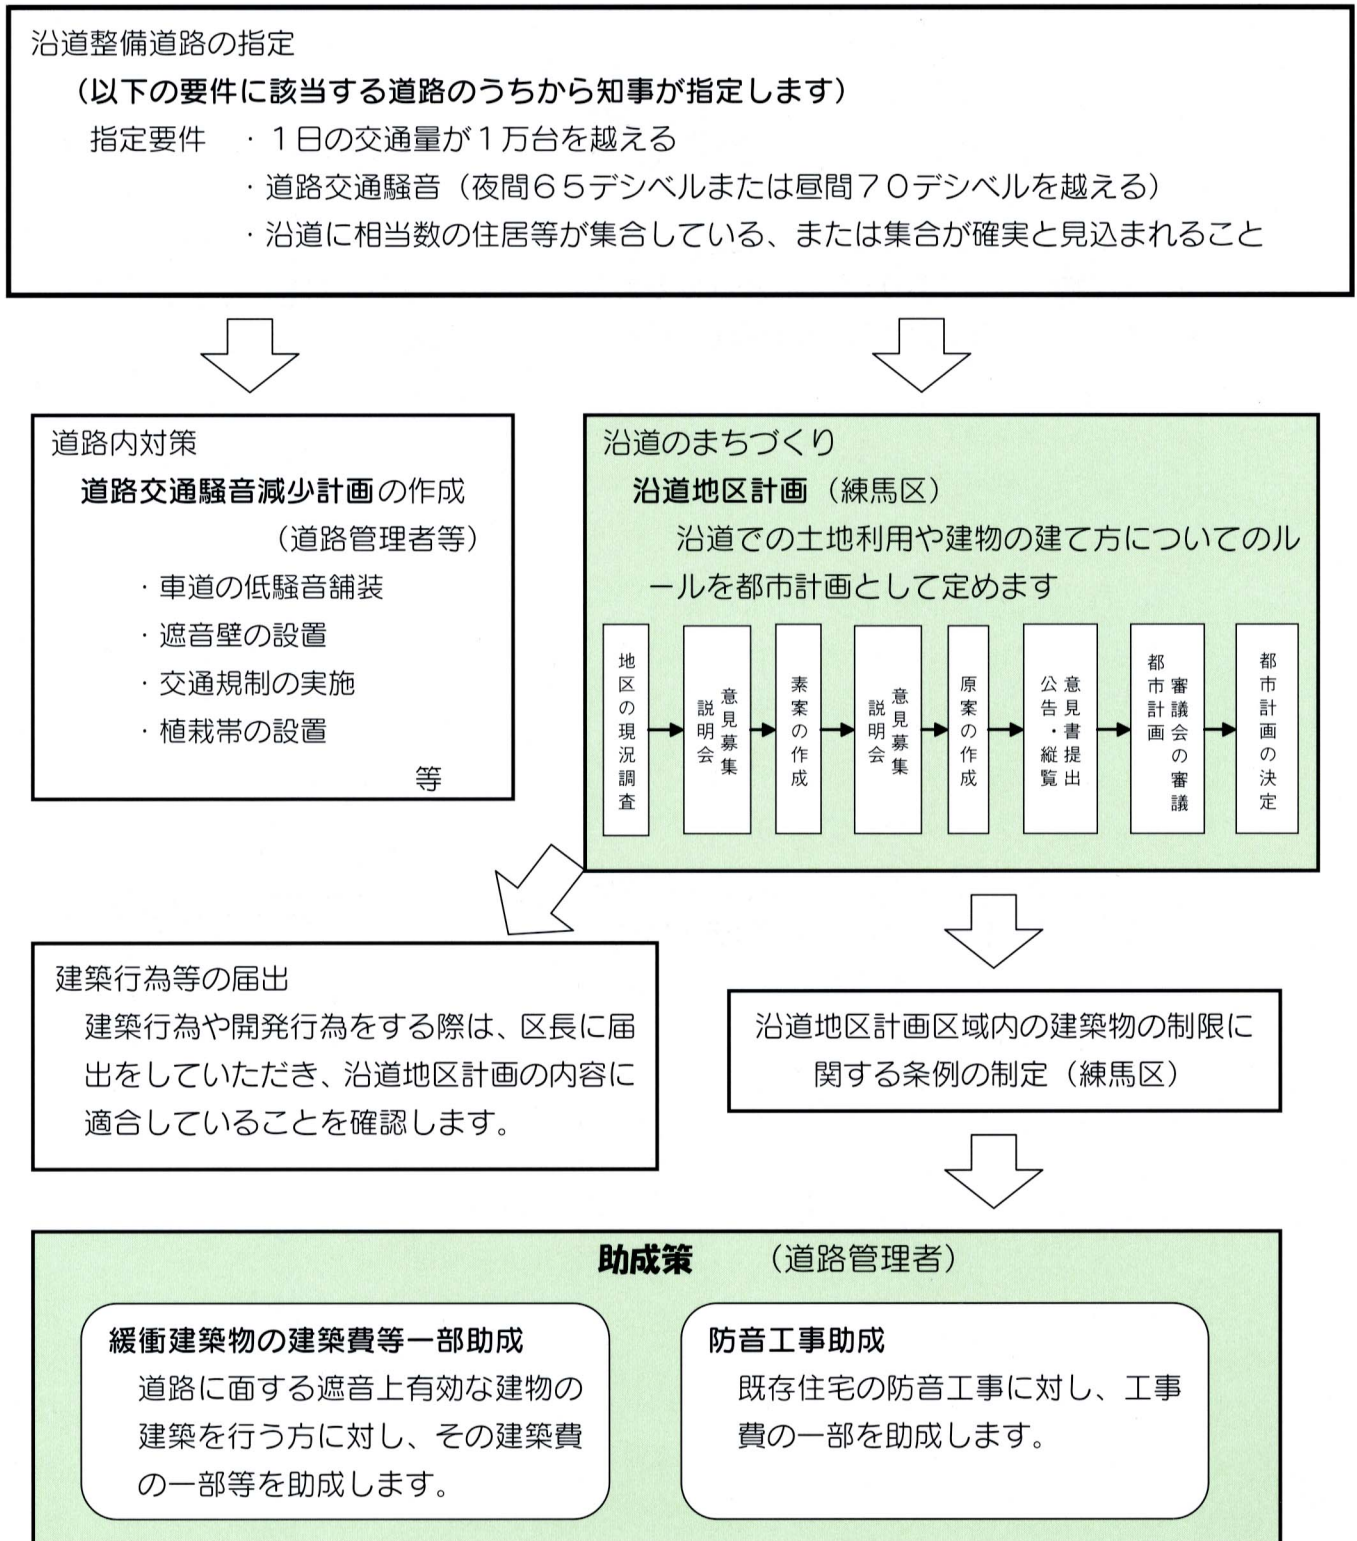 沿道整備道路の指定
（以下の要件に該当する道路のうちから知事が指定します）
指定要件　・１日の交通量が１万台を越える
・道路交通騒音（夜間６５デシベルまたは昼間７０デシベルを越える）
・沿道に相当数の住居等が集合している、または集合が確実と見込まれること
道路内対策
道路交通騒音減少計画の作成
（道路管理者等）
・車道の低騒音舗装
・遮音壁の設置
・交通規制の実施
・植栽帯の設置
等
沿道のまちづくり
沿道地区計画（練馬区）
沿道での土地利用や建物の建て方についてのル
ールを都市計画として定めます
地区の現況調査
意見募集
説明会
素案の作成
意見募集
説明会
原案の作成
意見書提出
公告・縦覧
都市計画
審議会の審議
都市計画の決定
建築行為等の届出
建築行為や開発行為をする際は、区長に届
出をしていただき、沿道地区計画の内容に
適合していることを確認します。
沿道地区計画区域内の建築物の制限に
関する条例の制定（練馬区）
助成策　（道路管理者）
緩衝建築物の建築費等一部助成
道路に面する遮音上有効な建物の
建築を行う方に対し、その建築費
の一部等を助成します。
防音工事助成
既存住宅の防音工事に対し、工事
費の一部を助成します。